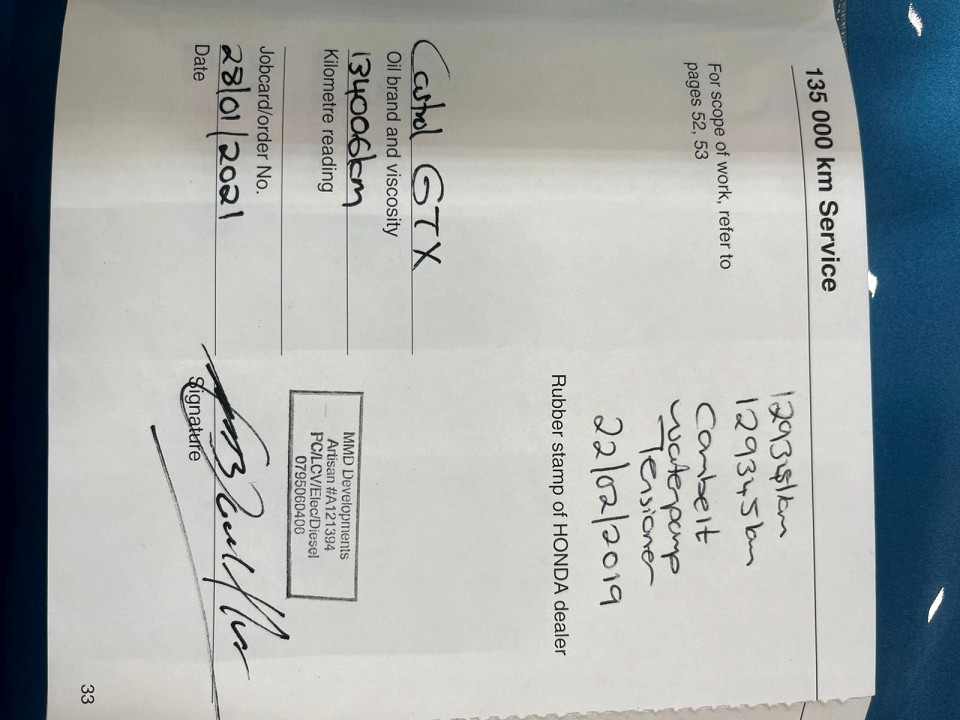 135 000 km Service
For scope of work, refer to
pages 52, 53
129345km
Cambelt
waterpump
Tensioner
22/02/2019
Rubber stamp of HONDA dealer
Castrol GTX
Oil brand and viscosity
134006km
Kilometre reading
Jobcard/order No.
28/01/2021
Date
MMD Developments
Artisan #A121394
PC/LCV/Elec/Diesel
0795060406
Signature
33